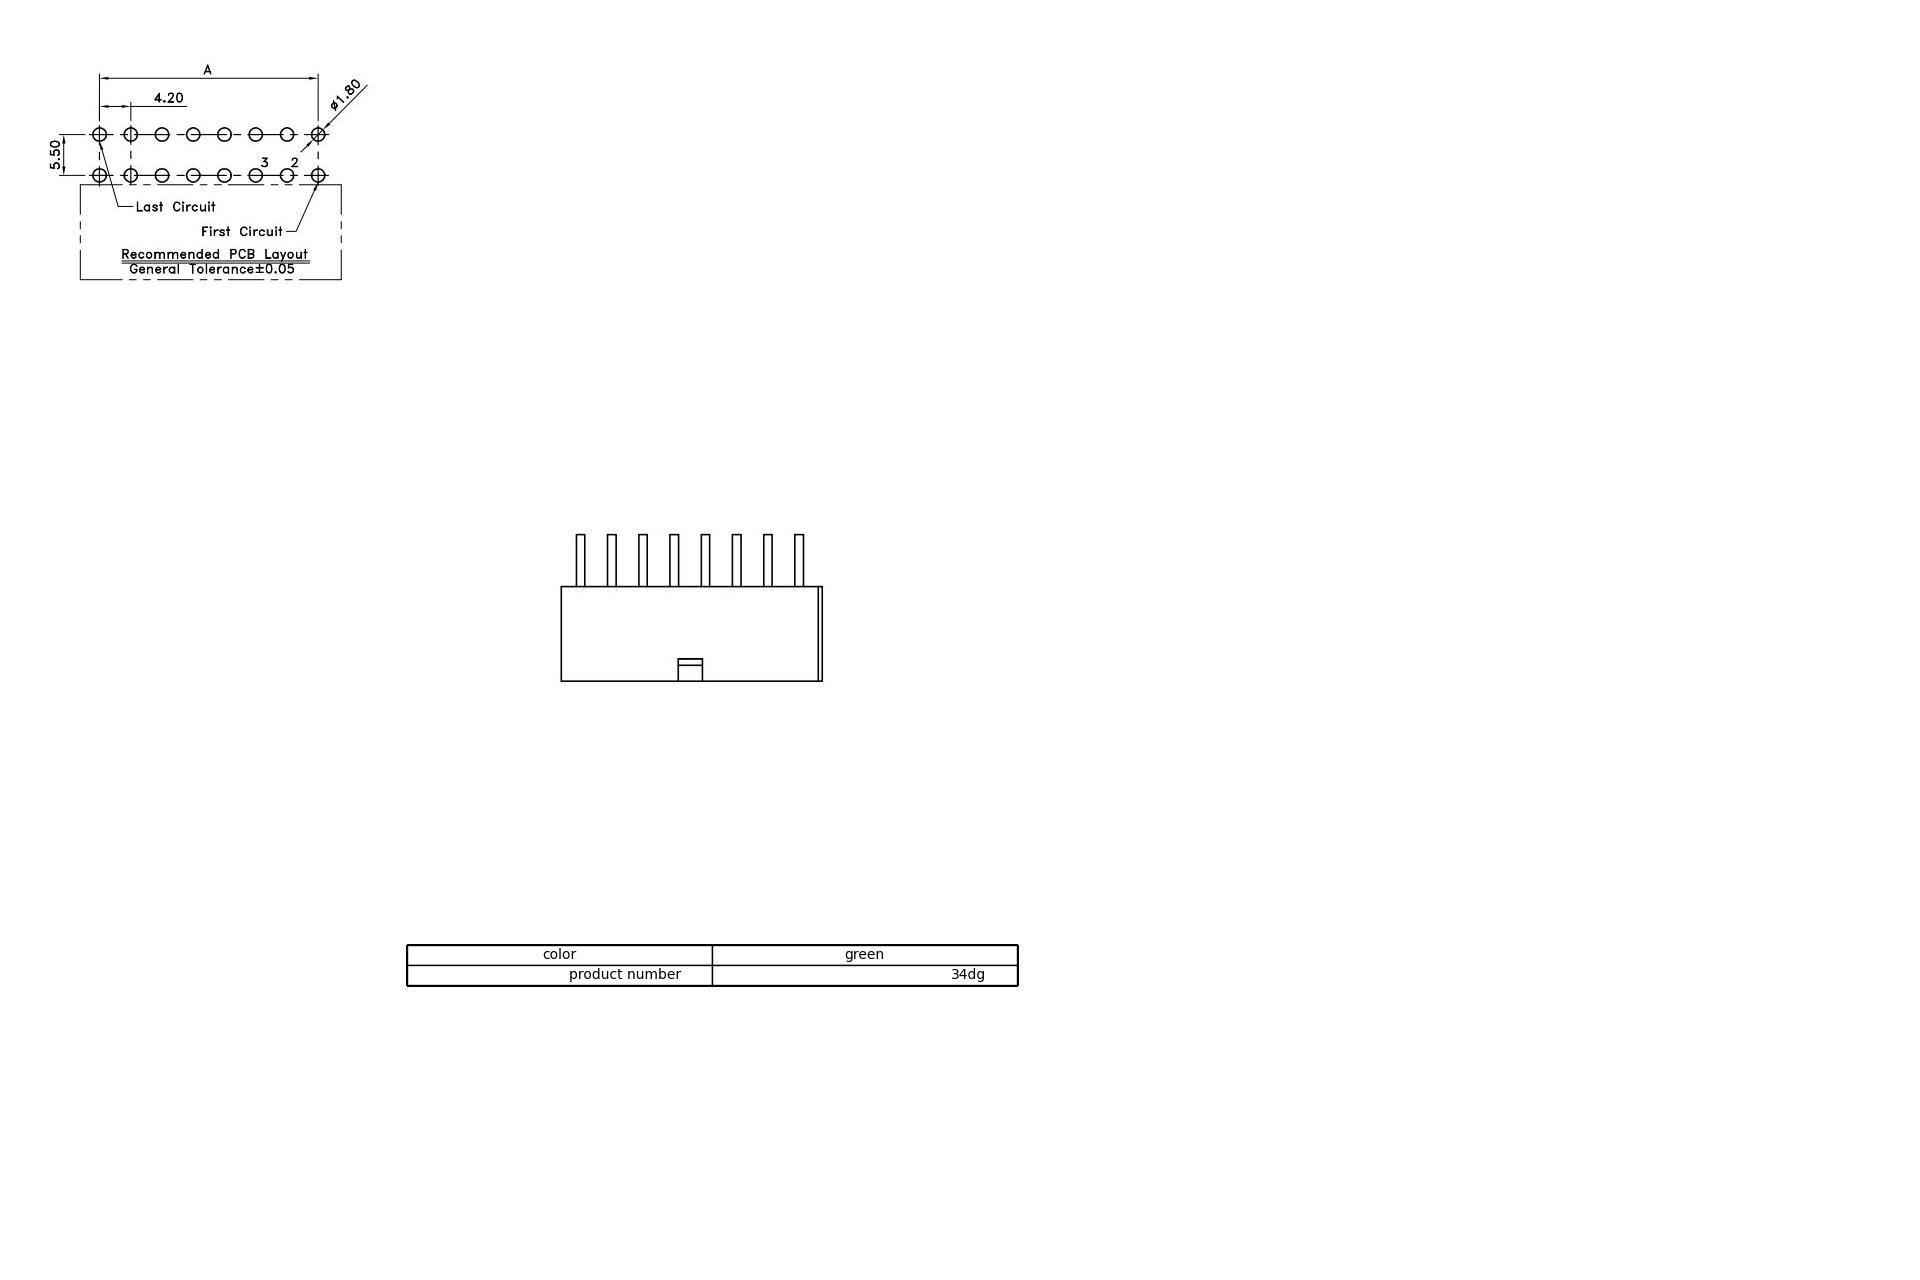 A
4.20
ø1.80
5.50
3 2
Last Circuit
First Circuit
Recommended PCB Layout
General Tolerance±0.05
color green
product number 34dg